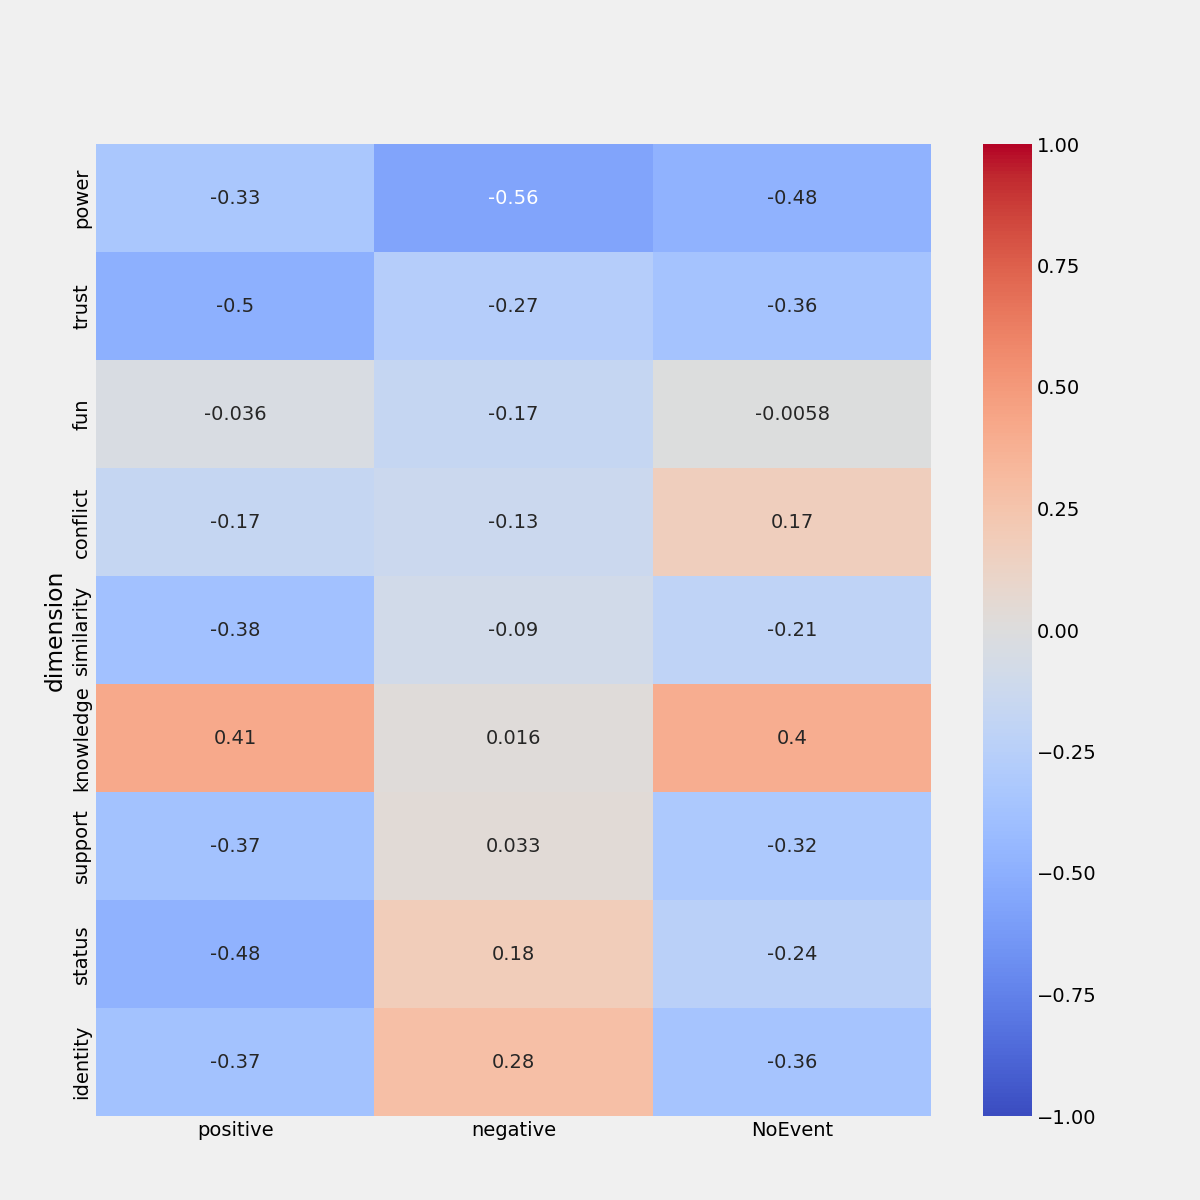 dimension
power -0.33 -0.56 -0.48
trust -0.5 -0.27 -0.36
fun -0.036 -0.17 -0.0058
conflict -0.17 -0.13 0.17
similarity -0.38 -0.09 -0.21
knowledge 0.41 0.016 0.4
support -0.37 0.033 -0.32
status -0.48 0.18 -0.24
identity -0.37 0.28 -0.36
positive negative NoEvent
1.00
0.75
0.50
0.25
0.00
−0.25
−0.50
−0.75
−1.00